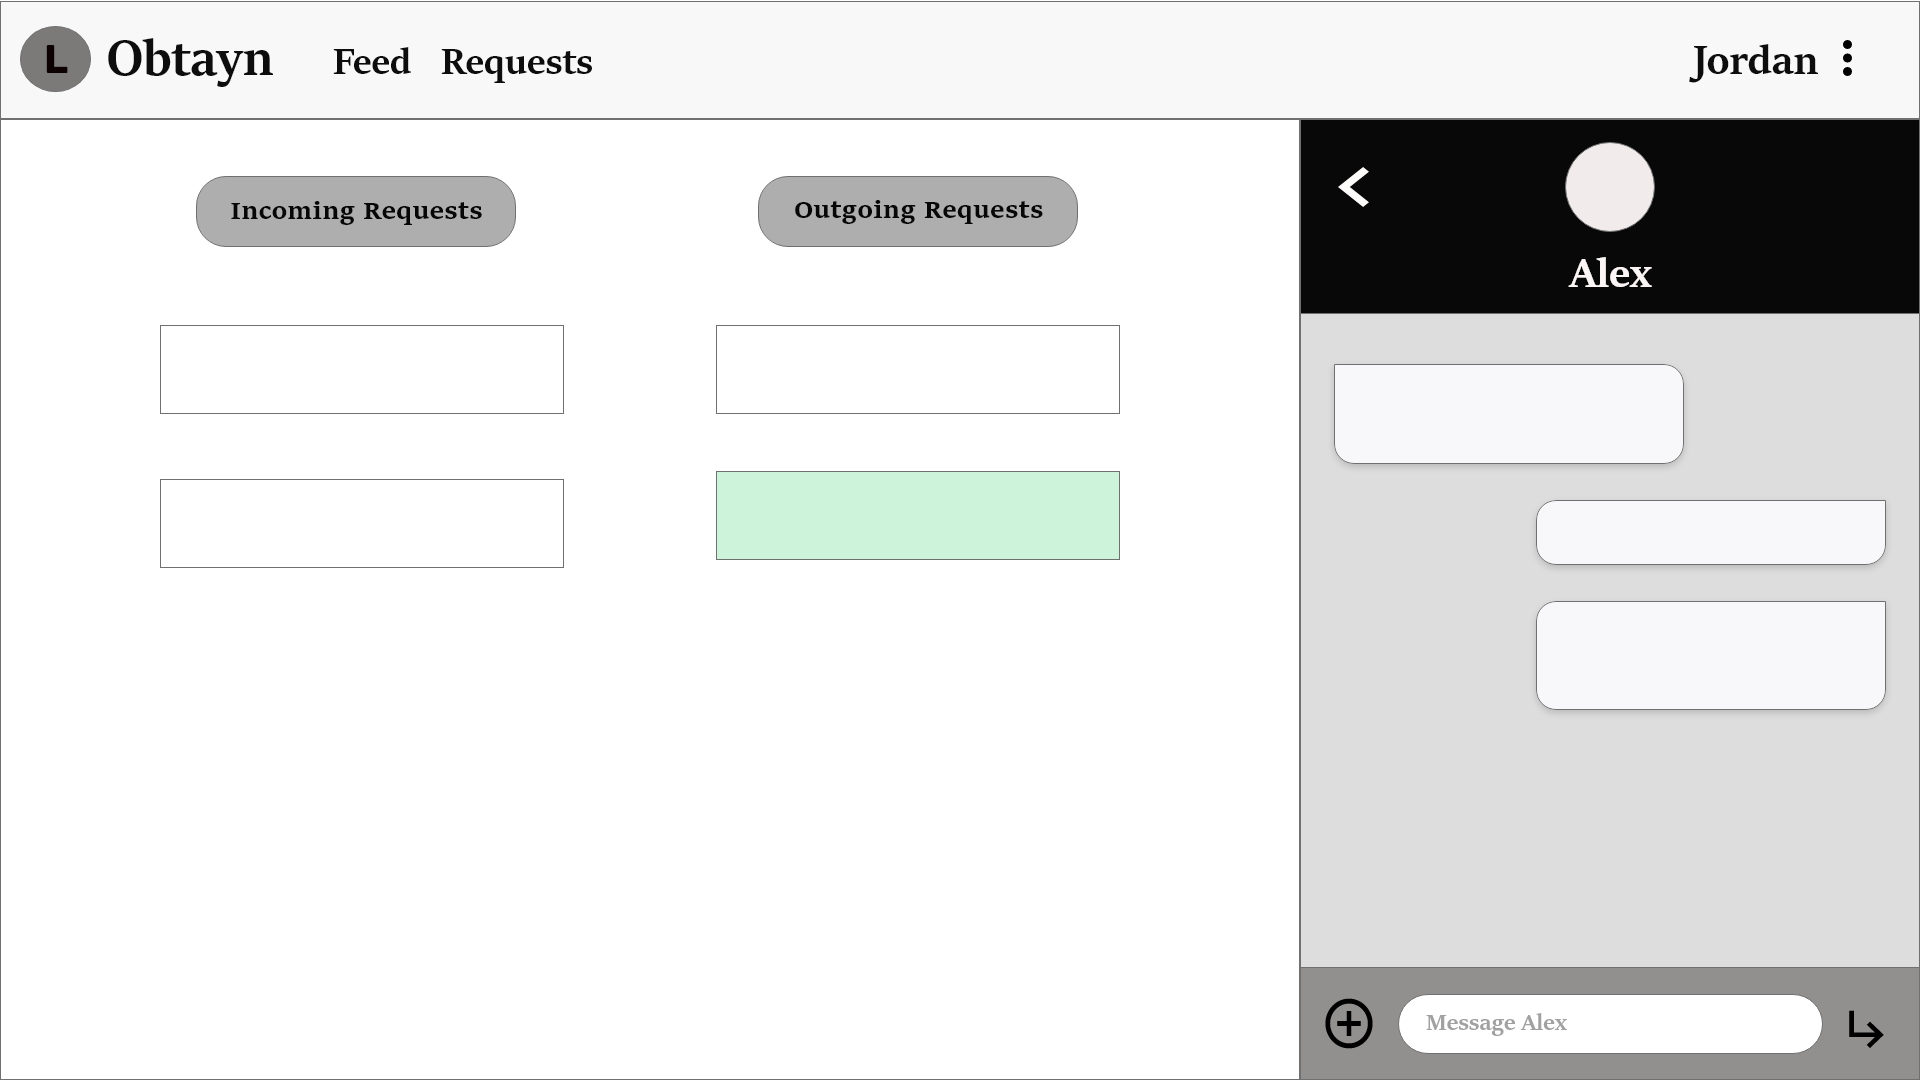 L Obtayn Feed Requests Jordan
Incoming Requests Outgoing Requests
Alex
Message Alex